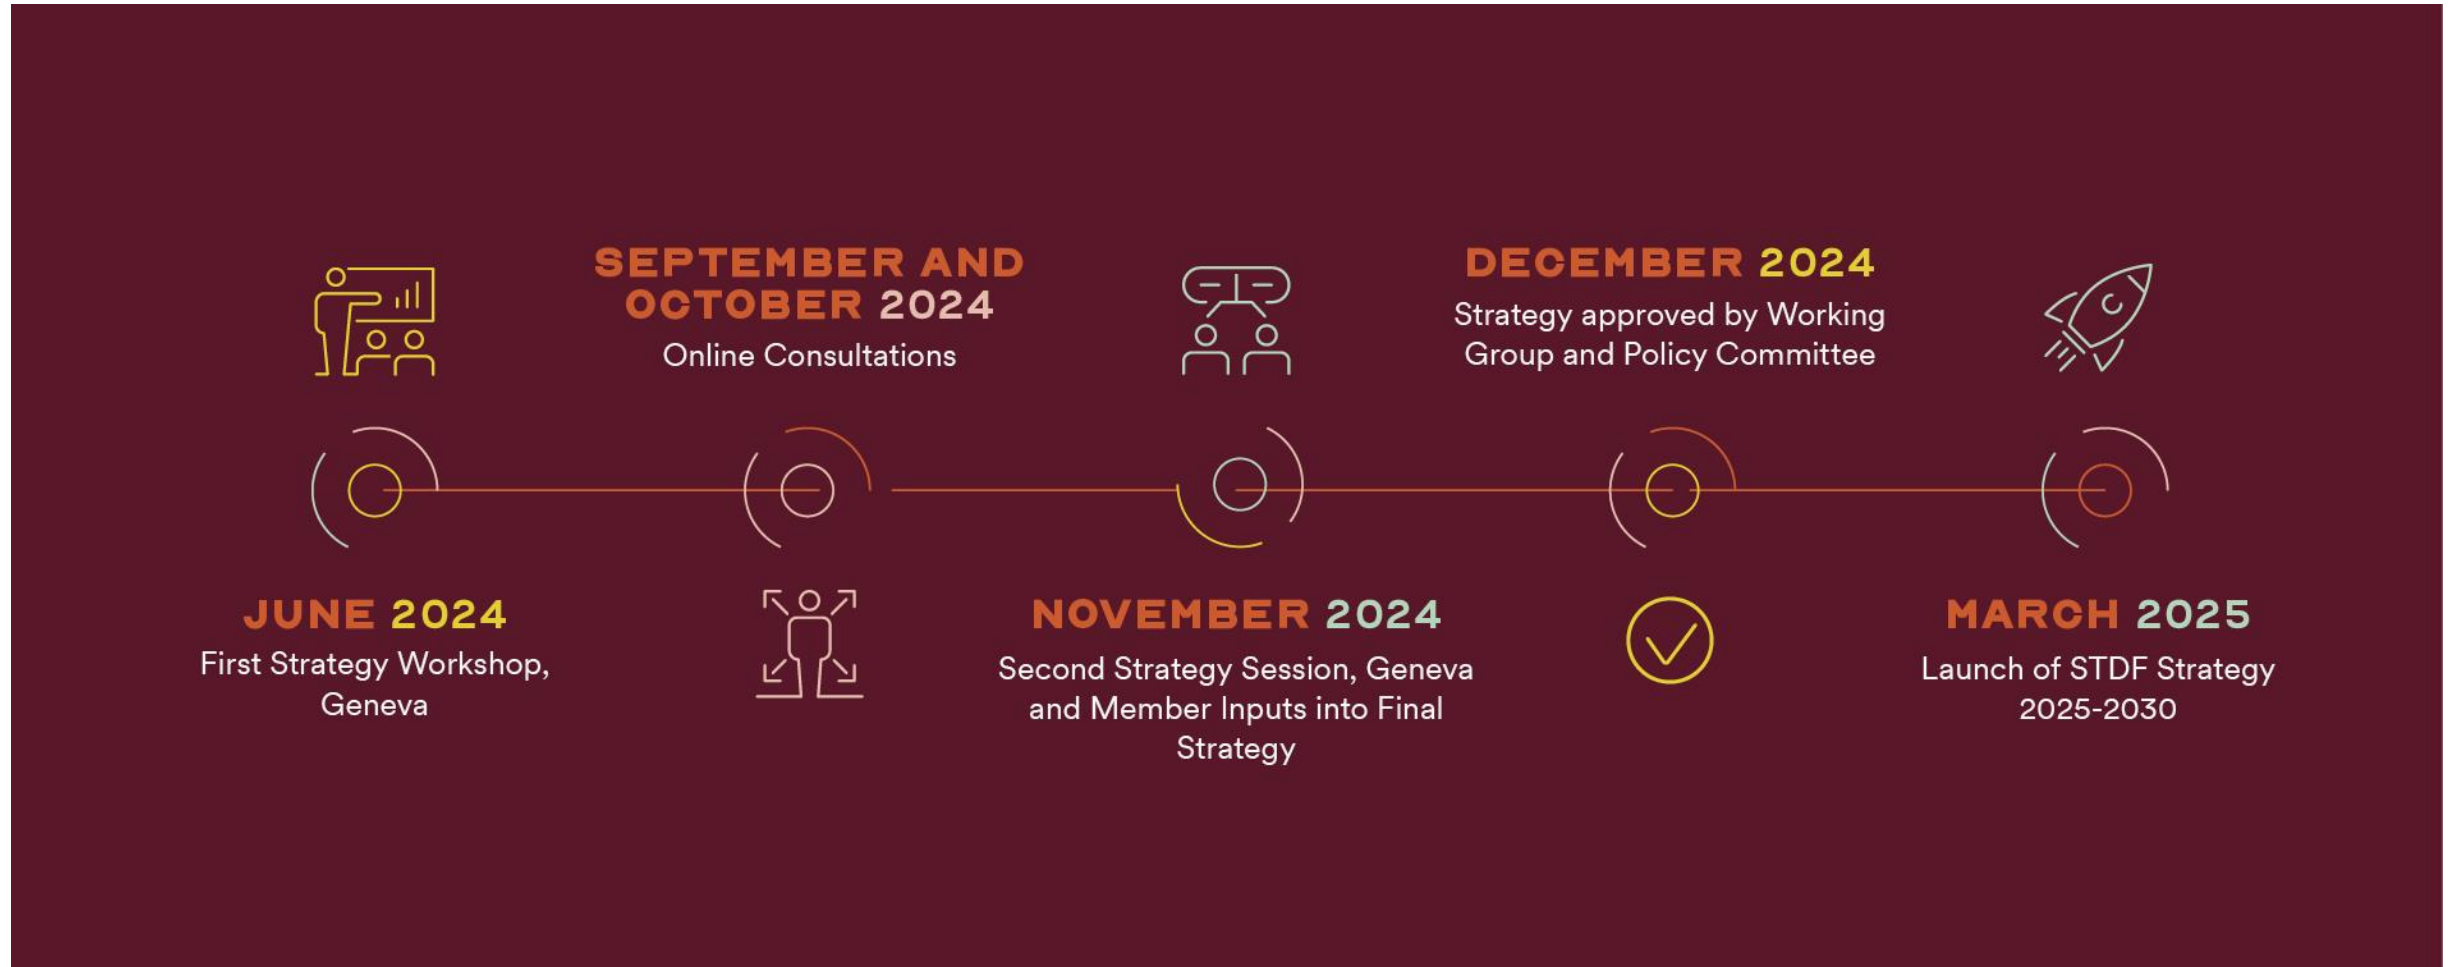 JUNE 2024
First Strategy Workshop,
Geneva
SEPTEMBER AND
OCTOBER 2024
Online Consultations
NOVEMBER 2024
Second Strategy Session, Geneva
and Member Inputs into Final
Strategy
DECEMBER 2024
Strategy approved by Working
Group and Policy Committee
MARCH 2025
Launch of STDF Strategy
2025-2030